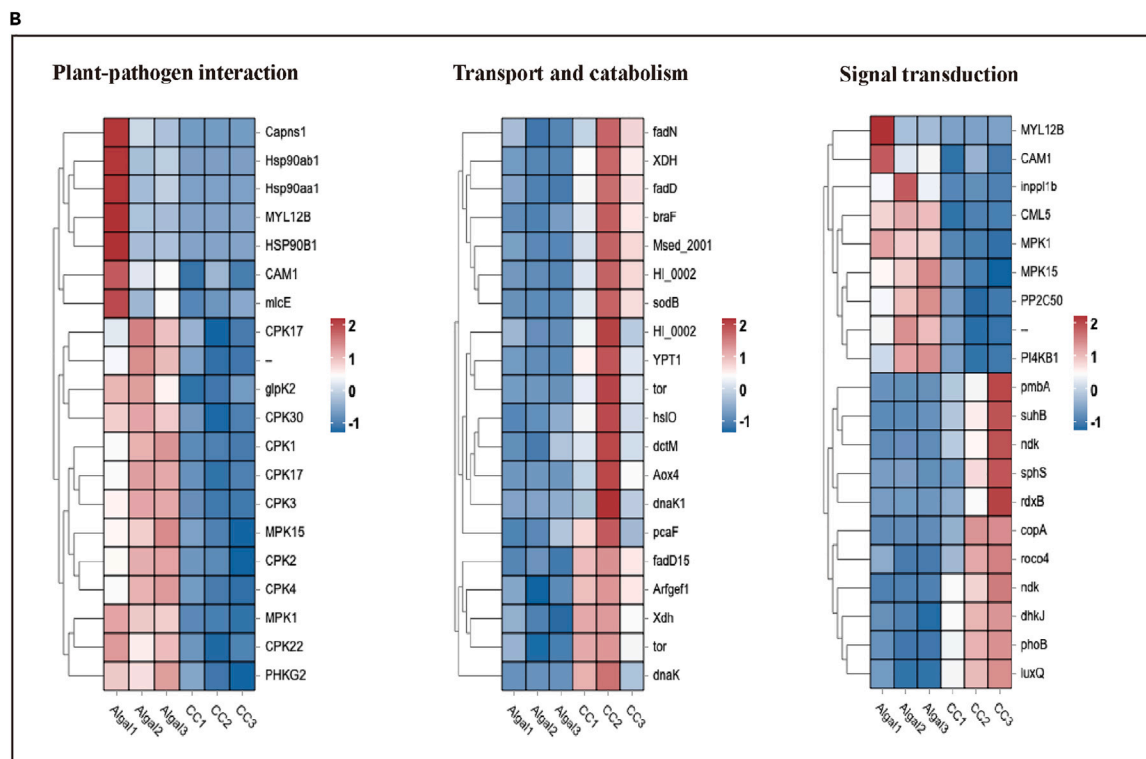 B
Plant-pathogen interaction
Capns1
Hsp90ab1
Hsp90aa1
MYL12B
HSP90B1
CAM1
mlcE
CPK17
–
glpK2
CPK30
CPK1
CPK17
CPK3
MPK15
CPK2
CPK4
MPK1
CPK22
PHKG2
2
1
0
-1
Algal1
Algal2
Algal3
CC1
CC2
CC3
Transport and catabolism
fadN
XDH
fadD
braF
Msed_2001
HI_0002
sodB
HI_0002
YPT1
tor
hslO
dctM
Aox4
dnaK1
pcaF
fadD15
Arfgef1
Xdh
tor
dnaK
2
1
0
-1
Algal1
Algal2
Algal3
CC1
CC2
CC3
Signal transduction
MYL12B
CAM1
inppl1b
CML5
MPK1
MPK15
PP2C50
–
PI4KB1
pmbA
suhB
ndk
sphS
rdxB
copA
roco4
ndk
dhkJ
phoB
luxQ
2
1
0
-1
Algal1
Algal2
Algal3
CC1
CC2
CC3